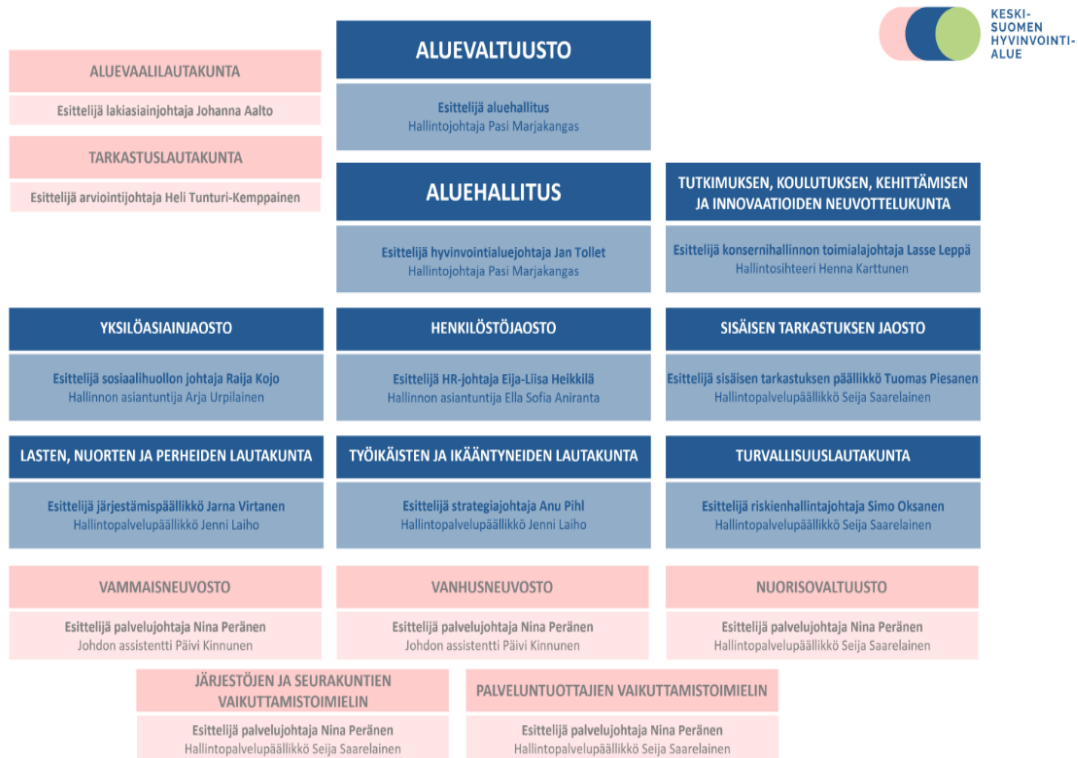 KESKI-
SUOMEN
HYVINVOINTI-
ALUE
ALUEVALTUUSTO
Esittelijä aluehallitus
Hallintojohtaja Pasi Marjakangas
ALUEVAALILAUTAKUNTA
Esittelijä lakiasiainjohtaja Johanna Aalto
TARKASTUSLAUTAKUNTA
Esittelijä arviointijohtaja Heli Tunturi-Kemppainen
ALUEHALLITUS
Esittelijä hyvinvointialuejohtaja Jan Tollet
Hallintojohtaja Pasi Marjakangas
TUTKIMUKSEN, KOULUTUKSEN, KEHITTÄMISEN
JA INNOVAATIOIDEN NEUVOTTELUKUNTA
Esittelijä konsernihallinnon toimialajohtaja Lasse Leppä
Hallintosihteeri Henna Karttunen
YKSILÖASIAINJAOSTO
Esittelijä sosiaalihuollon johtaja Raija Kojo
Hallinnon asiantuntija Arja Urpilainen
HENKILÖSTÖJAOSTO
Esittelijä HR-johtaja Eija-Liisa Heikkilä
Hallinnon asiantuntija Ella Sofia Aniranta
SISÄISEN TARKASTUKSEN JAOSTO
Esittelijä sisäisen tarkastuksen päällikkö Tuomas Piesanen
Hallintopalvelupäällikkö Seija Saarelainen
LASTEN, NUORTEN JA PERHEIDEN LAUTAKUNTA
Esittelijä järjestämispäällikkö Jarna Virtanen
Hallintopalvelupäällikkö Jenni Laiho
TYÖIKÄISTEN JA IKÄÄNTYNEIDEN LAUTAKUNTA
Esittelijä strategiajohtaja Anu Pihl
Hallintopalvelupäällikkö Jenni Laiho
TURVALLISUUSLAUTAKUNTA
Esittelijä riskienhallintajohtaja Simo Oksanen
Hallintopalvelupäällikkö Seija Saarelainen
VAMMAISNEUVOSTO
Esittelijä palvelujohtaja Nina Peränen
Johdon assistentti Päivi Kinnunen
VANHUSNEUVOSTO
Esittelijä palvelujohtaja Nina Peränen
Johdon assistentti Päivi Kinnunen
NUORISOVALTUUSTO
Esittelijä palvelujohtaja Nina Peränen
Hallintopalvelupäällikkö Seija Saarelainen
JÄRJESTÖJEN JA SEURAKUNTIEN
VAIKUTTAMISTOIMIELIN
Esittelijä palvelujohtaja Nina Peränen
Hallintopalvelupäällikkö Seija Saarelainen
PALVELUNTUOTTAJIEN VAIKUTTAMISTOIMIELIN
Esittelijä palvelujohtaja Nina Peränen
Hallintopalvelupäällikkö Seija Saarelainen